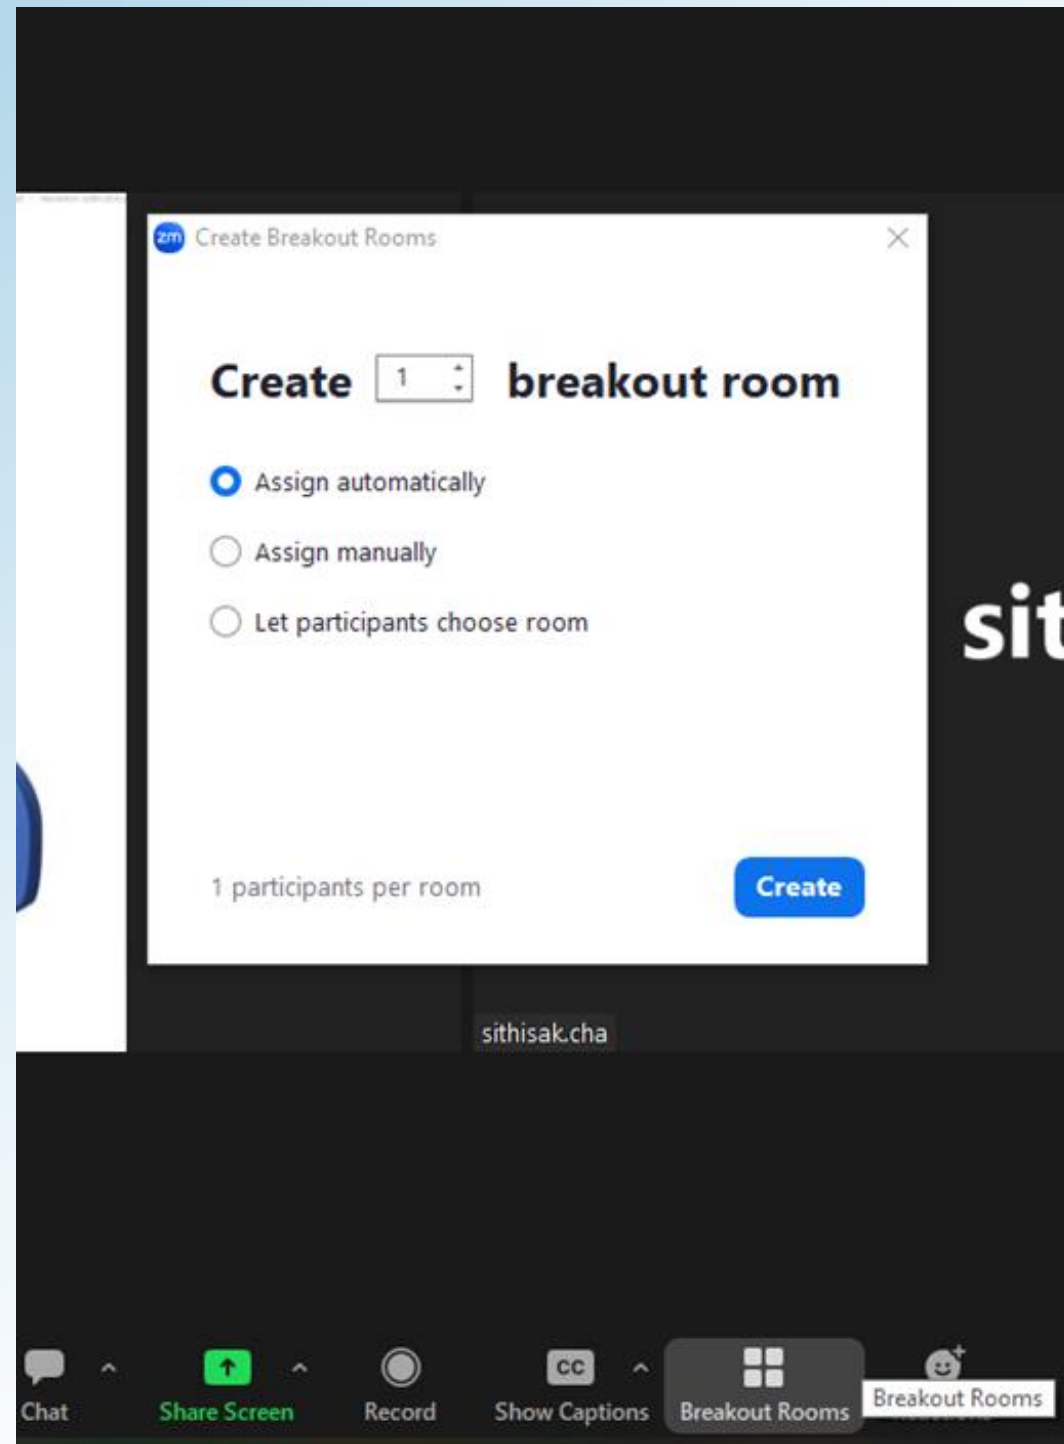 zm Create Breakout Rooms
Create 1 breakout room
Assign automatically
Assign manually
Let participants choose room
sit
1 participants per room
Create
sithisak.cha
Chat
Share Screen
Record
CC
Show Captions
Breakout Rooms
Breakout Rooms